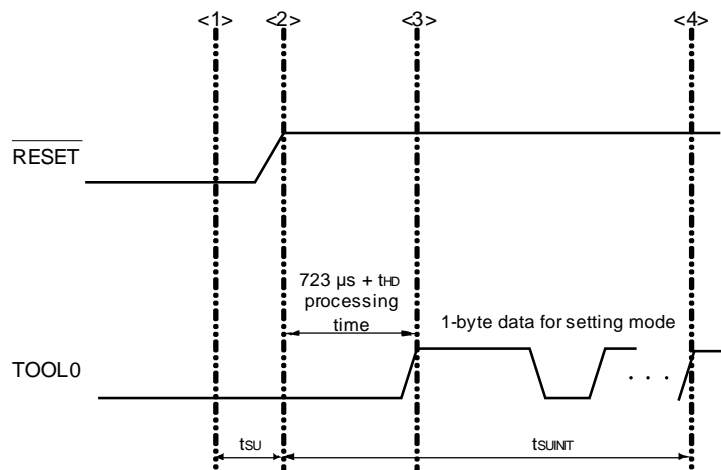 <1> <2> <3> <4>
RESET
723 µs + tHD
processing
time
1-byte data for setting mode
TOOL0
. . .
tSU tSUINIT